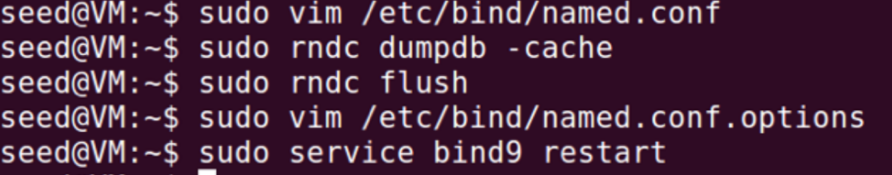 seed@VM:~$ sudo vim /etc/bind/named.conf
seed@VM:~$ sudo rndc dumpdb -cache
seed@VM:~$ sudo rndc flush
seed@VM:~$ sudo vim /etc/bind/named.conf.options
seed@VM:~$ sudo service bind9 restart